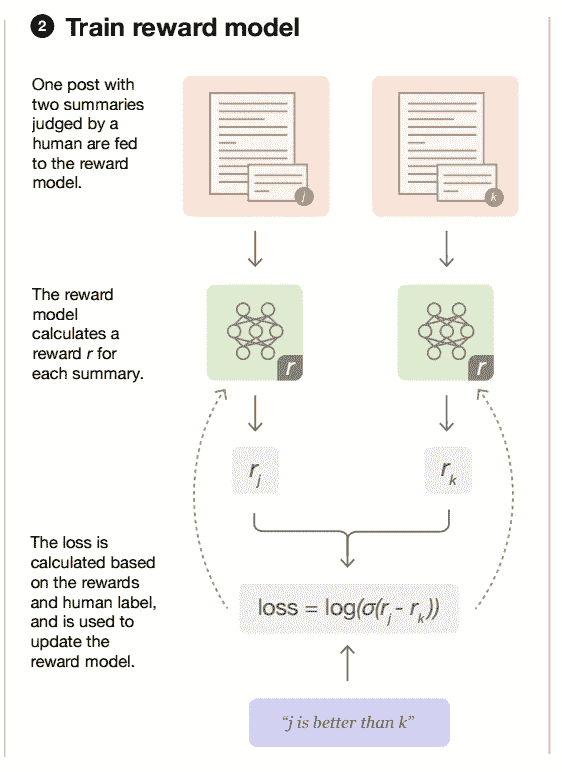 2 Train reward model
One post with
two summaries
judged by a
human are fed
to the reward
model.
j
k
The reward
model
calculates a
reward r for
each summary.
r
r
r_j
r_k
The loss is
calculated based
on the rewards
and human label,
and is used to
update the
reward model.
loss = log(σ(r_j - r_k))
"j is better than k"